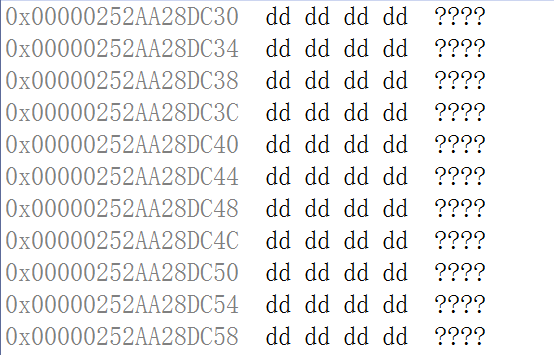 0x00000252AA28DC30 dd dd dd dd ????
0x00000252AA28DC34 dd dd dd dd ????
0x00000252AA28DC38 dd dd dd dd ????
0x00000252AA28DC3C dd dd dd dd ????
0x00000252AA28DC40 dd dd dd dd ????
0x00000252AA28DC44 dd dd dd dd ????
0x00000252AA28DC48 dd dd dd dd ????
0x00000252AA28DC4C dd dd dd dd ????
0x00000252AA28DC50 dd dd dd dd ????
0x00000252AA28DC54 dd dd dd dd ????
0x00000252AA28DC58 dd dd dd dd ????